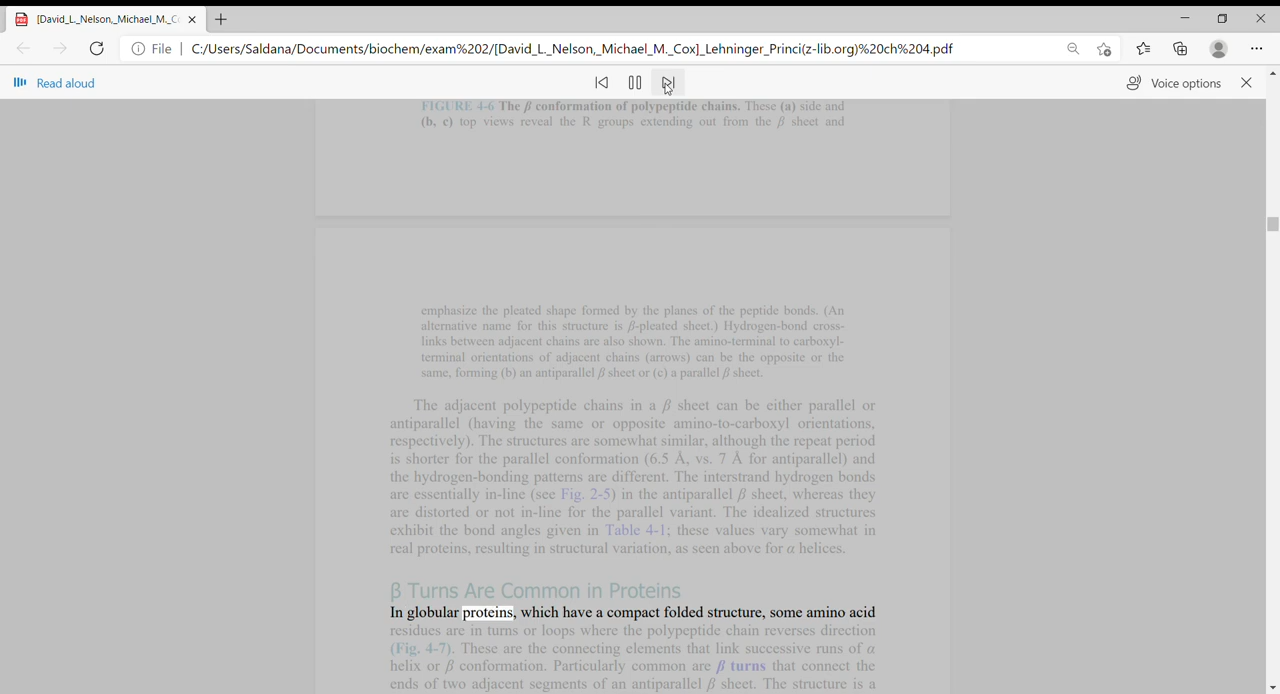 [David_L._Nelson,_Michael_M._C
File | C:/Users/Saldana/Documents/biochem/exam%202/[David_L._Nelson,_Michael_M._Cox]_Lehninger_Princi(z-lib.org)%20ch%204.pdf
Read aloud
Voice options
FIGURE 4-6 The β conformation of polypeptide chains. These (a) side and
(b, c) top views reveal the R groups extending out from the β sheet and
emphasize the pleated shape formed by the planes of the peptide bonds. (An
alternative name for this structure is β-pleated sheet.) Hydrogen-bond cross-
links between adjacent chains are also shown. The amino-terminal to carboxyl-
terminal orientations of adjacent chains (arrows) can be the opposite or the
same, forming (b) an antiparallel β sheet or (c) a parallel β sheet.
The adjacent polypeptide chains in a β sheet can be either parallel or
antiparallel (having the same or opposite amino-to-carboxyl orientations,
respectively). The structures are somewhat similar, although the repeat period
is shorter for the parallel conformation (6.5 Å, vs. 7 Å for antiparallel) and
the hydrogen-bonding patterns are different. The interstrand hydrogen bonds
are essentially in-line (see Fig. 2-5) in the antiparallel β sheet, whereas they
are distorted or not in-line for the parallel variant. The idealized structures
exhibit the bond angles given in Table 4-1; these values vary somewhat in
real proteins, resulting in structural variation, as seen above for α helices.
β Turns Are Common in Proteins
In globular proteins, which have a compact folded structure, some amino acid
residues are in turns or loops where the polypeptide chain reverses direction
(Fig. 4-7). These are the connecting elements that link successive runs of α
helix or β conformation. Particularly common are β turns that connect the
ends of two adjacent segments of an antiparallel β sheet. The structure is a